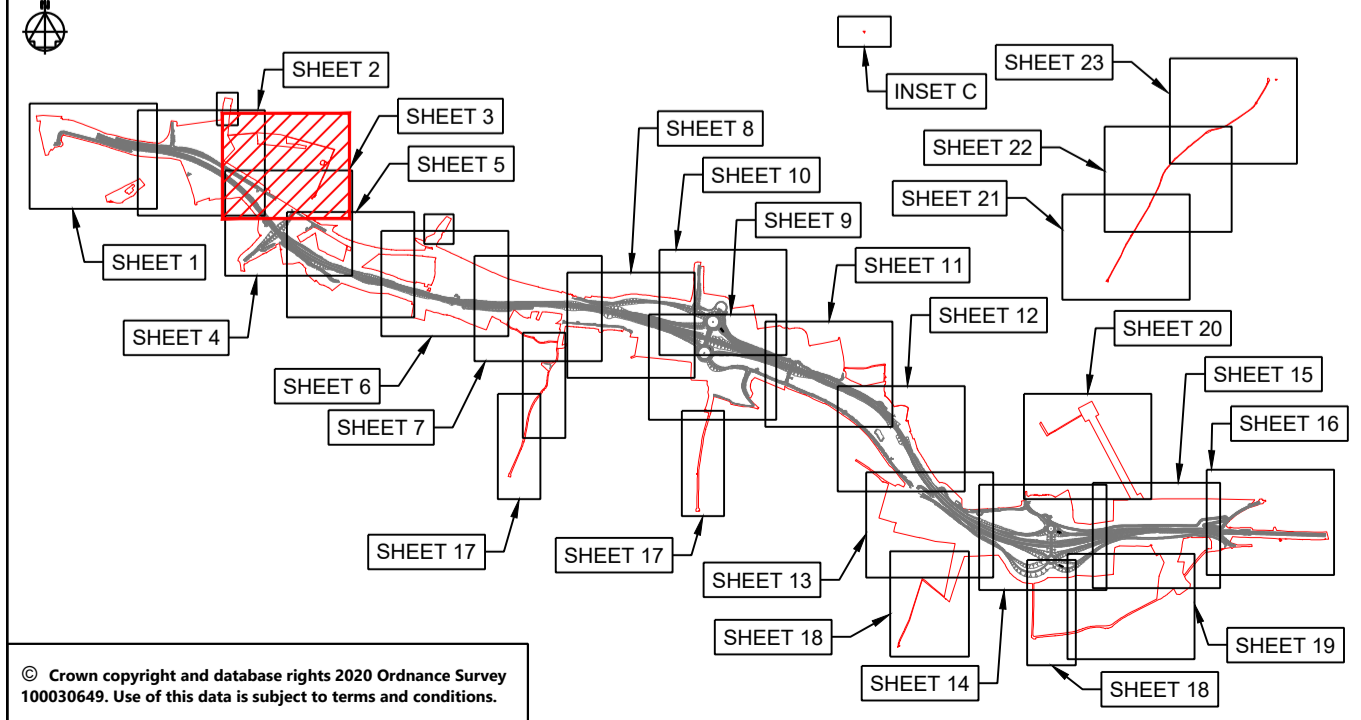 SHEET 2
INSET C
SHEET 23
SHEET 3
SHEET 8
SHEET 22
SHEET 5
SHEET 10
SHEET 21
SHEET 9
SHEET 1
SHEET 11
SHEET 12
SHEET 4
SHEET 20
SHEET 6
SHEET 15
SHEET 7
SHEET 16
SHEET 17
SHEET 17
SHEET 13
SHEET 18
SHEET 19
SHEET 14
SHEET 18
© Crown copyright and database rights 2020 Ordnance Survey
100030649. Use of this data is subject to terms and conditions.